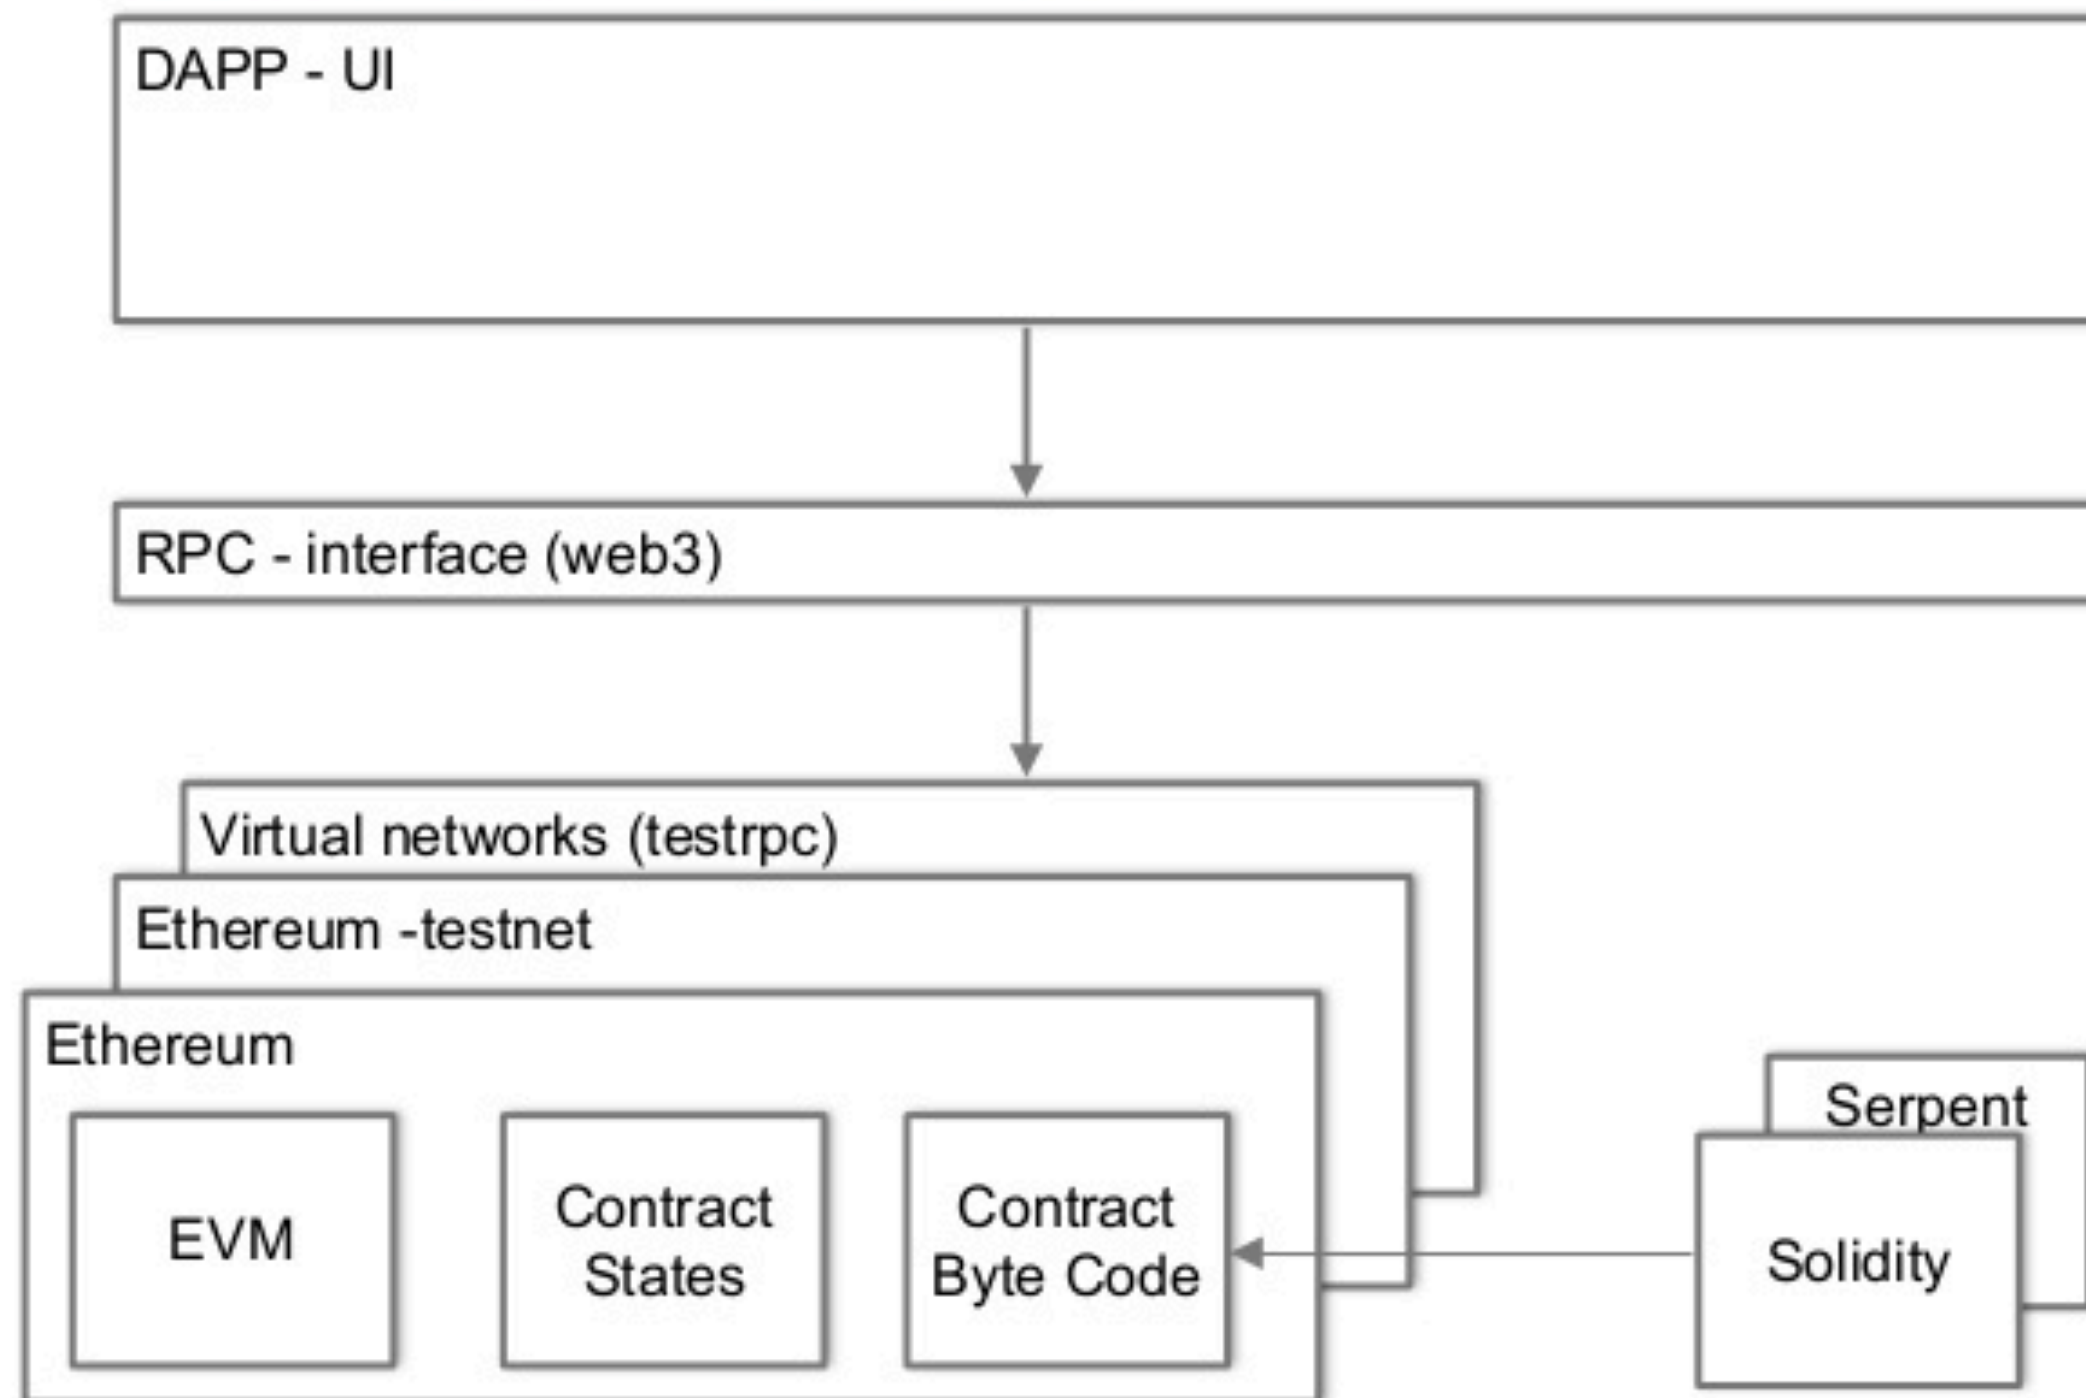 DAPP - UI
RPC - interface (web3)
Virtual networks (testrpc)
Ethereum -testnet
Ethereum
EVM
Contract
States
Contract
Byte Code
Serpent
Solidity